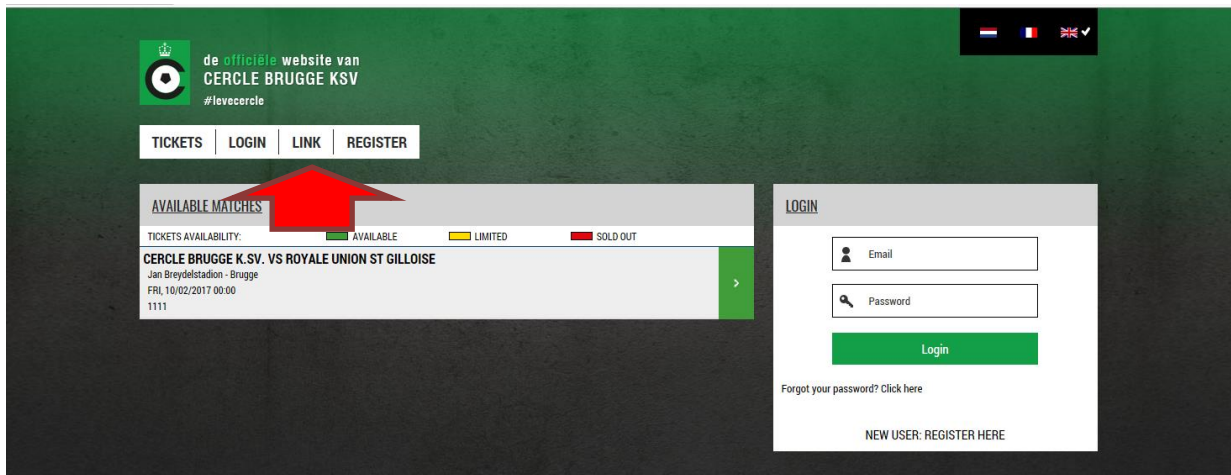 de officiële website van
CERCLE BRUGGE KSV
#levecercle
TICKETS LOGIN LINK REGISTER
AVAILABLE MATCHES
TICKETS AVAILABILITY: AVAILABLE LIMITED SOLD OUT
CERCLE BRUGGE K.SV. VS ROYALE UNION ST GILLOISE
Jan Breydelstadion - Brugge
FRI, 10/02/2017 00:00
1111
LOGIN
Email
Password
Login
Forgot your password? Click here
NEW USER: REGISTER HERE